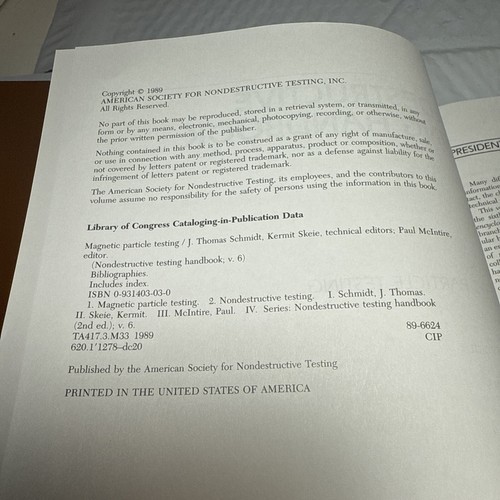 Copyright © 1989
AMERICAN SOCIETY FOR NONDESTRUCTIVE TESTING, INC.
All Rights Reserved.
No part of this book may be reproduced, stored in a retrieval system, or transmitted, in any
form or by any means, electronic, mechanical, photocopying, recording, or otherwise, without
the prior written permission of the publisher.
Nothing contained in this book is to be construed as a grant of any right of manufacture, sale,
or use in connection with any method, process, apparatus, product or composition, whether or
not covered by letters patent or registered trademark, nor as a defense against liability for the
infringement of letters patent or registered trademark.
The American Society for Nondestructive Testing, its employees, and the contributors to this
volume assume no responsibility for the safety of persons using the information in this book.
Library of Congress Cataloging-in-Publication Data
Magnetic particle testing / J. Thomas Schmidt, Kermit Skeie, technical editors; Paul McIntire,
editor.
(Nondestructive testing handbook; v. 6)
Bibliographies.
Includes index.
ISBN 0-931403-03-0
1. Magnetic particle testing. 2. Nondestructive testing. I. Schmidt, J. Thomas.
II. Skeie, Kermit. III. McIntire, Paul. IV. Series: Nondestructive testing handbook
(2nd ed.); v. 6.
TA417.3.M33 1989 89-6624
620.1'1278–dc20 CIP
Published by the American Society for Nondestructive Testing
PRINTED IN THE UNITED STATES OF AMERICA
PRESIDEN
Many
technical
This